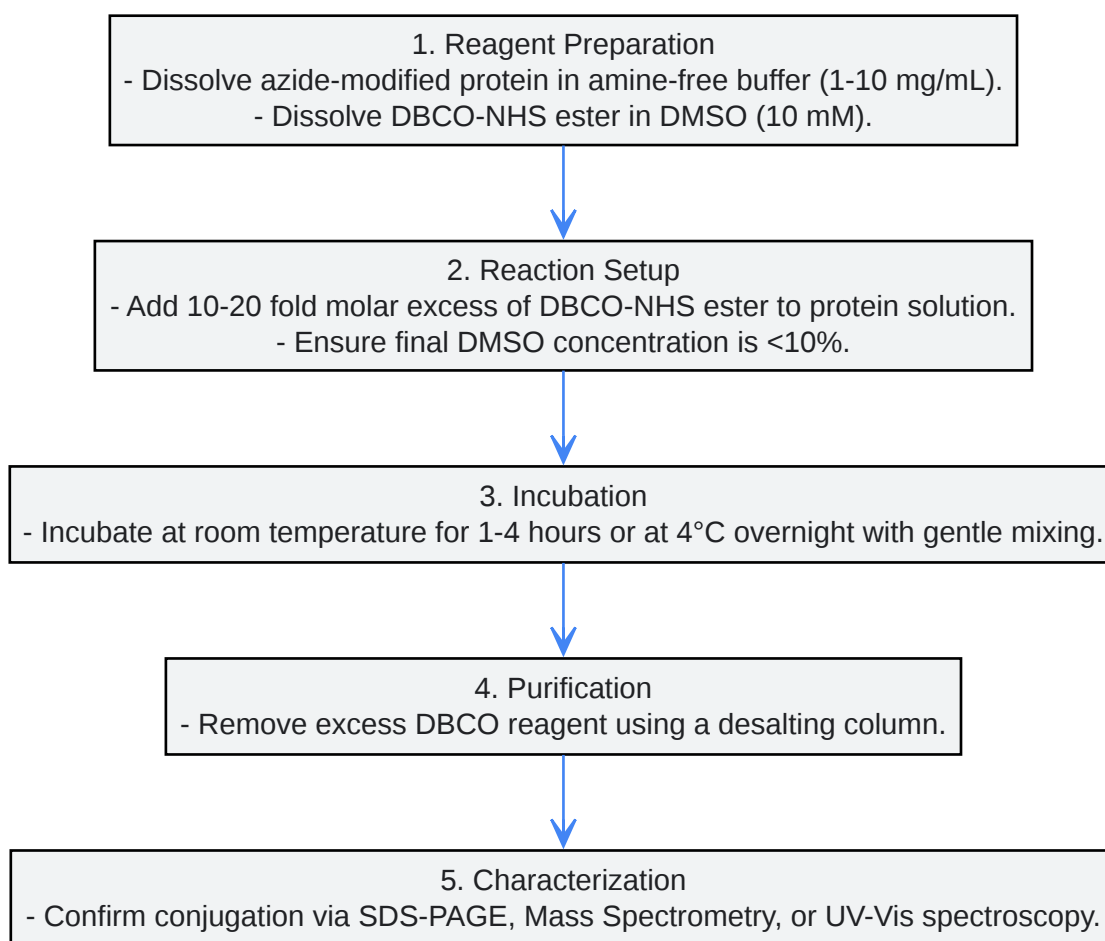 1. Reagent Preparation
- Dissolve azide-modified protein in amine-free buffer (1-10 mg/mL).
- Dissolve DBCO-NHS ester in DMSO (10 mM).
2. Reaction Setup
- Add 10-20 fold molar excess of DBCO-NHS ester to protein solution.
- Ensure final DMSO concentration is <10%.
3. Incubation
- Incubate at room temperature for 1-4 hours or at 4°C overnight with gentle mixing.
4. Purification
- Remove excess DBCO reagent using a desalting column.
5. Characterization
- Confirm conjugation via SDS-PAGE, Mass Spectrometry, or UV-Vis spectroscopy.